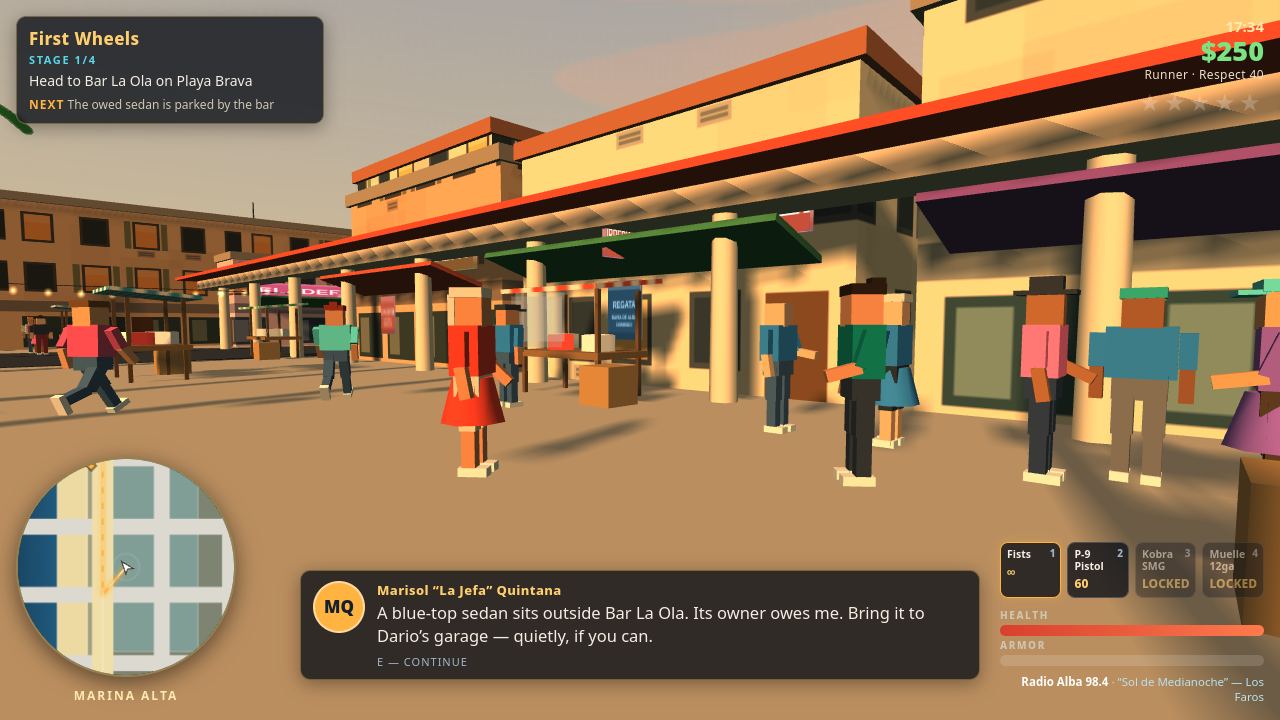 First Wheels
STAGE 1/4
Head to Bar La Ola on Playa Brava
NEXT The owed sedan is parked by the bar
17:34
$250
Runner · Respect 40
REGATA
MARINA ALTA
MQ
Marisol “La Jefa” Quintana
A blue-top sedan sits outside Bar La Ola. Its owner owes me. Bring it to
Dario’s garage — quietly, if you can.
E — CONTINUE
Fists 1
∞
P-9 Pistol 2
60
Kobra SMG 3
LOCKED
Muelle 12ga 4
LOCKED
HEALTH
ARMOR
Radio Alba 98.4 · “Sol de Medianoche” — Los
Faros